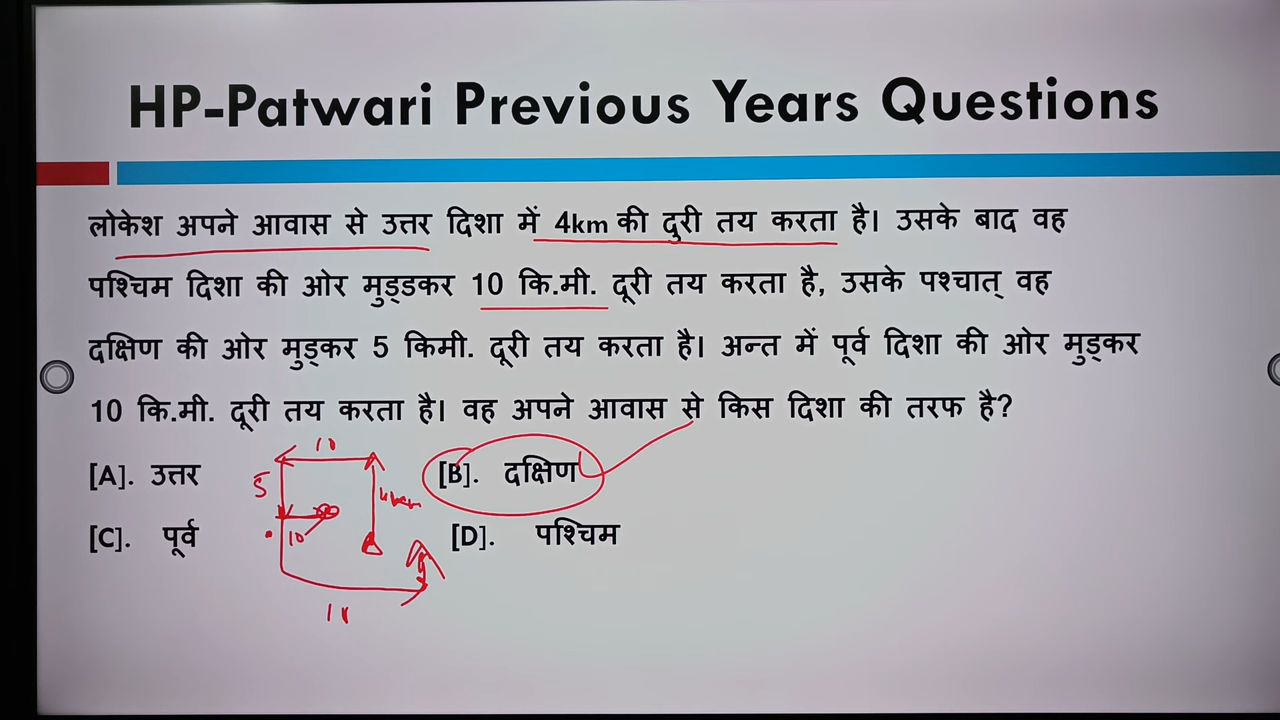 HP-Patwari Previous Years Questions
लोकेश अपने आवास से उत्तर दिशा में 4km की दुरी तय करता है। उसके बाद वह
पश्चिम दिशा की ओर मुड्डकर 10 कि.मी. दूरी तय करता है, उसके पश्चात् वह
दक्षिण की ओर मुड्कर 5 किमी. दूरी तय करता है। अन्त में पूर्व दिशा की ओर मुड्कर
10 कि.मी. दूरी तय करता है। वह अपने आवास से किस दिशा की तरफ है?
[A]. उत्तर
[B]. दक्षिण
[C]. पूर्व
[D]. पश्चिम
10
5
4km
10